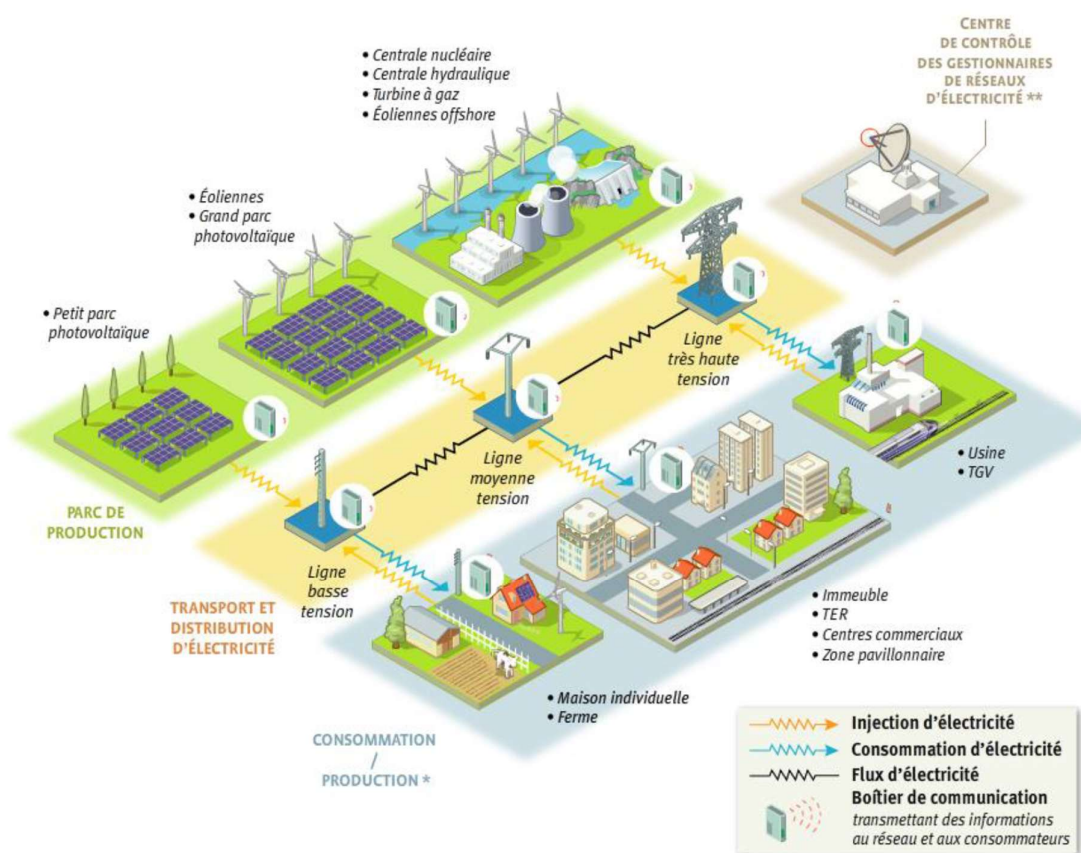 CENTRE
DE CONTRÔLE
DES GESTIONNAIRES
DE RÉSEAUX
D'ÉLECTRICITÉ **
• Centrale nucléaire
• Centrale hydraulique
• Turbine à gaz
• Éoliennes offshore
• Éoliennes
• Grand parc
photovoltaïque
• Petit parc
photovoltaïque
Ligne
très haute
tension
Ligne
moyenne
tension
Ligne
basse
tension
• Usine
• TGV
PARC DE
PRODUCTION
TRANSPORT ET
DISTRIBUTION
D'ÉLECTRICITÉ
• Immeuble
• TER
• Centres commerciaux
• Zone pavillonnaire
• Maison individuelle
• Ferme
CONSOMMATION
/
PRODUCTION *
Injection d'électricité
Consommation d'électricité
Flux d'électricité
Boîtier de communication
transmettant des informations
au réseau et aux consommateurs